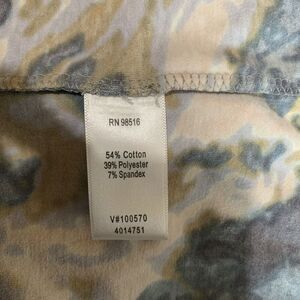 RN 98516
54% Cotton
39% Polyester
7% Spandex
V#100570
4014751